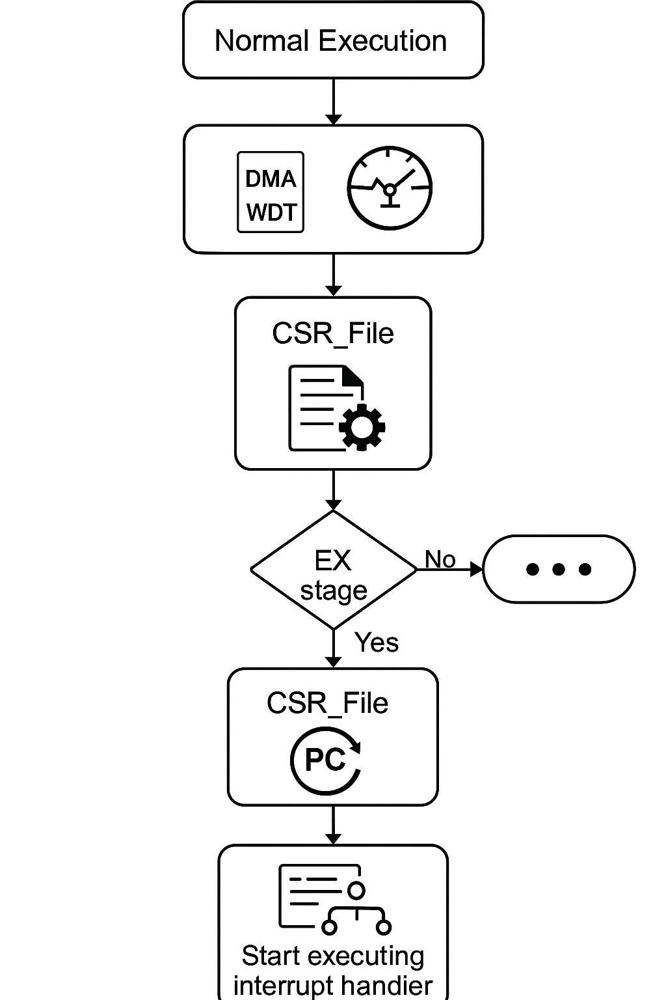 Normal Execution
DMA
WDT
CSR_File
EX
stage
No
Yes
CSR_File
PC
Start executing
interrupt handier